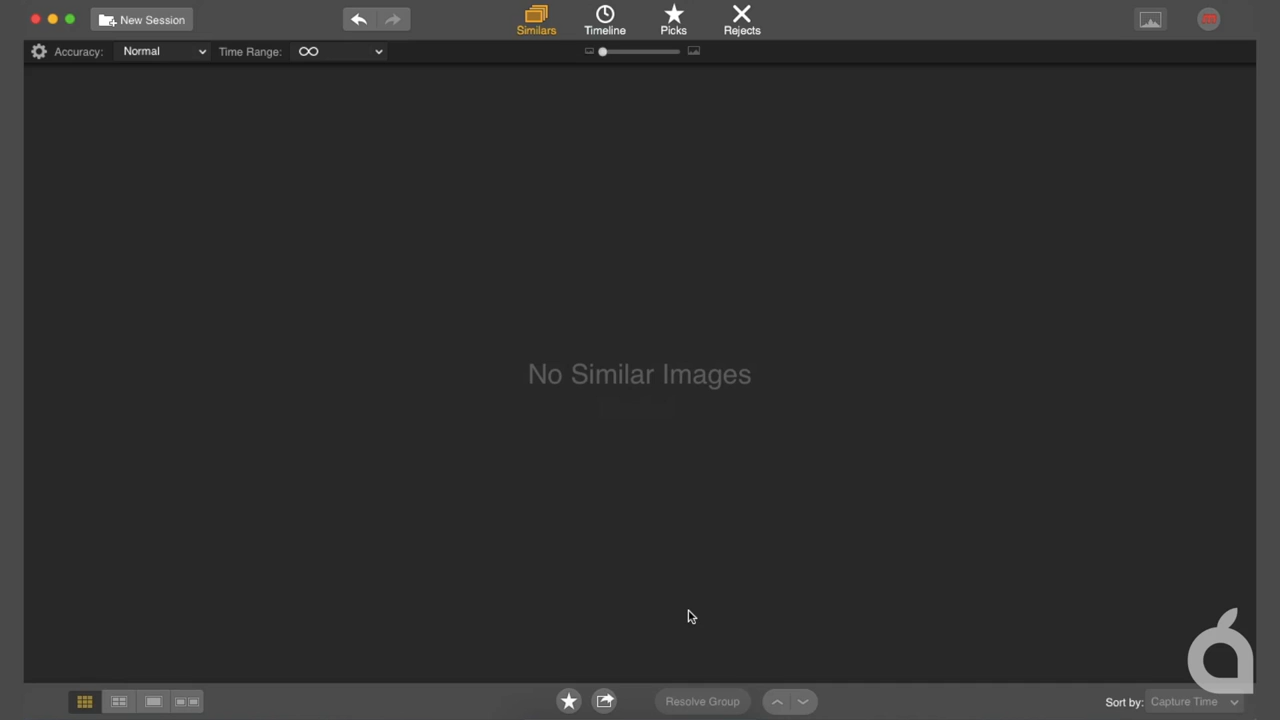 New Session
Similars
Timeline
Picks
Rejects
Accuracy: Normal
Time Range: ∞
No Similar Images
Resolve Group
Sort by: Capture Time